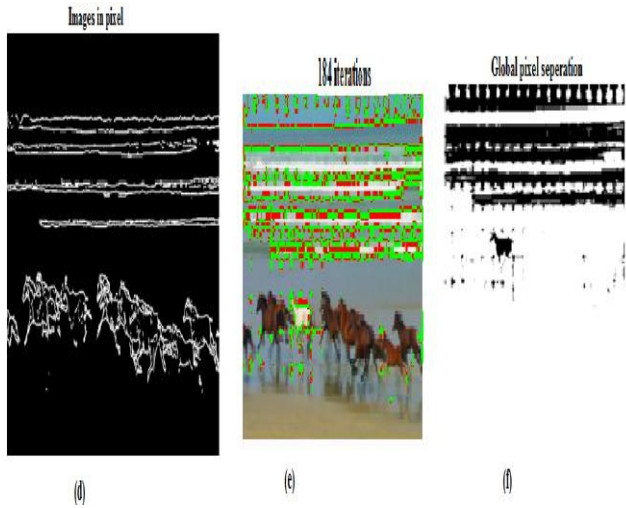 Images in pixel
184 iterations
Global pixel seperation
(d)
(e)
(f)